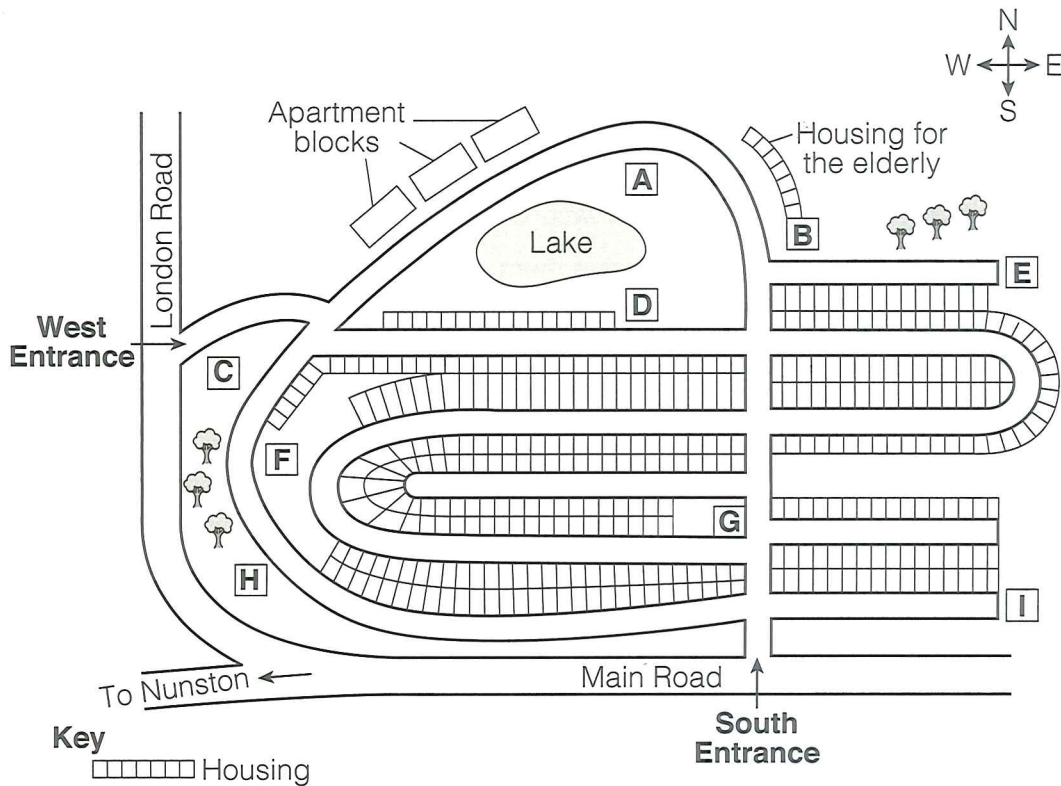 N
W E
S
Apartment
blocks
Housing for
the elderly
London Road
A
B
Lake
E
D
West
Entrance
C
F
G
H
I
To Nunston
Main Road
South
Entrance
Key
Housing